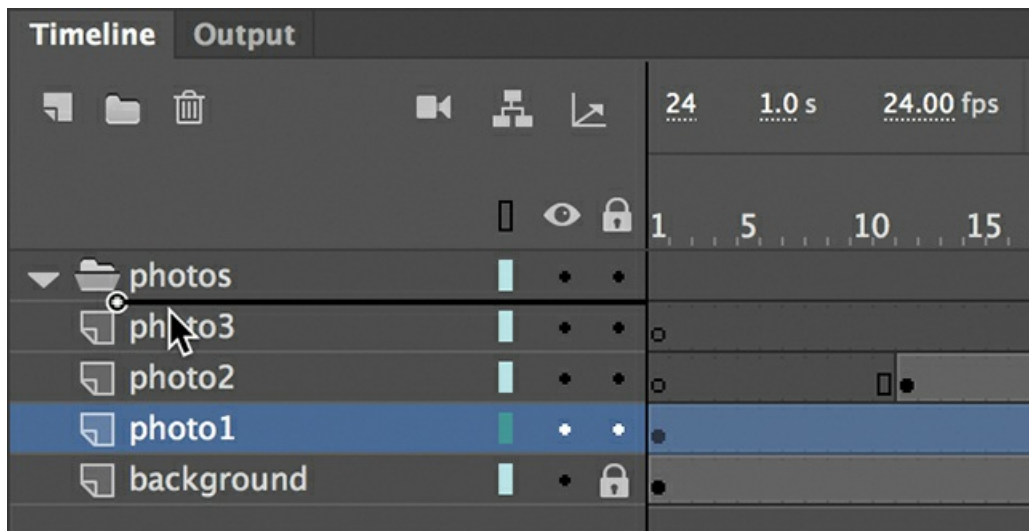 Timeline Output
24 1.0 s 24.00 fps
1 5 10 15
photos
photo3
photo2
photo1
background